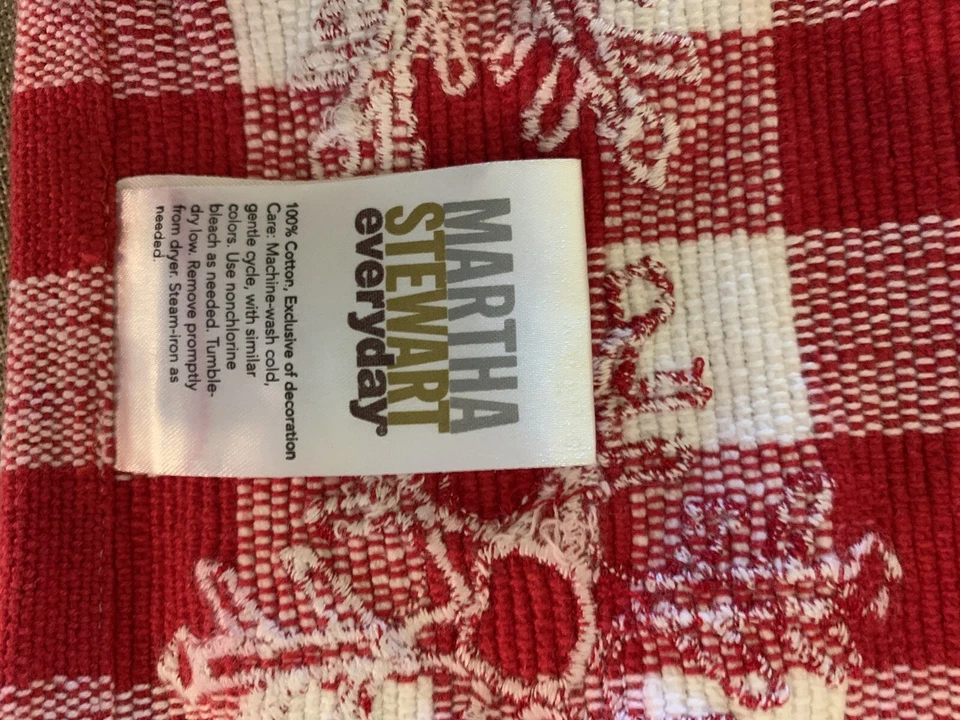 MARTHA
STEWART
everyday®
100% Cotton, Exclusive of decoration
Care: Machine-wash cold,
gentle cycle, with similar
colors. Use nonchlorine
bleach as needed. Tumble-
dry low. Remove promptly
from dryer. Steam-iron as
needed.